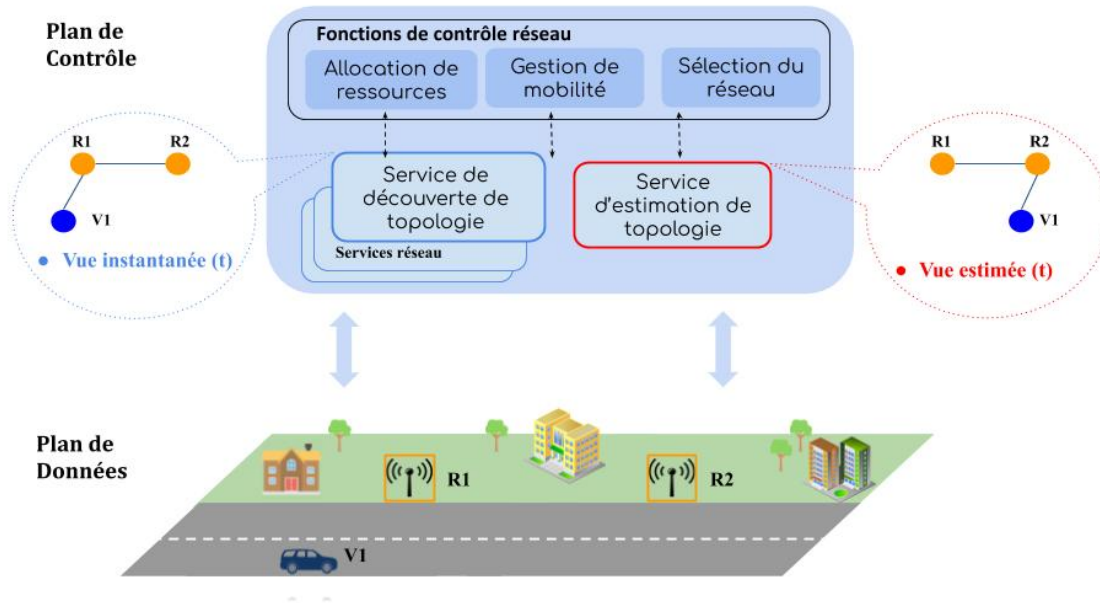 Plan de
Contrôle
Fonctions de contrôle réseau
Allocation de
ressources
Gestion de
mobilité
Sélection du
réseau
R1
R2
V1
● Vue instantanée (t)
Service de
découverte de
topologie
Services réseau
Service
d'estimation de
topologie
R1
R2
V1
● Vue estimée (t)
Plan de
Données
R1
R2
V1